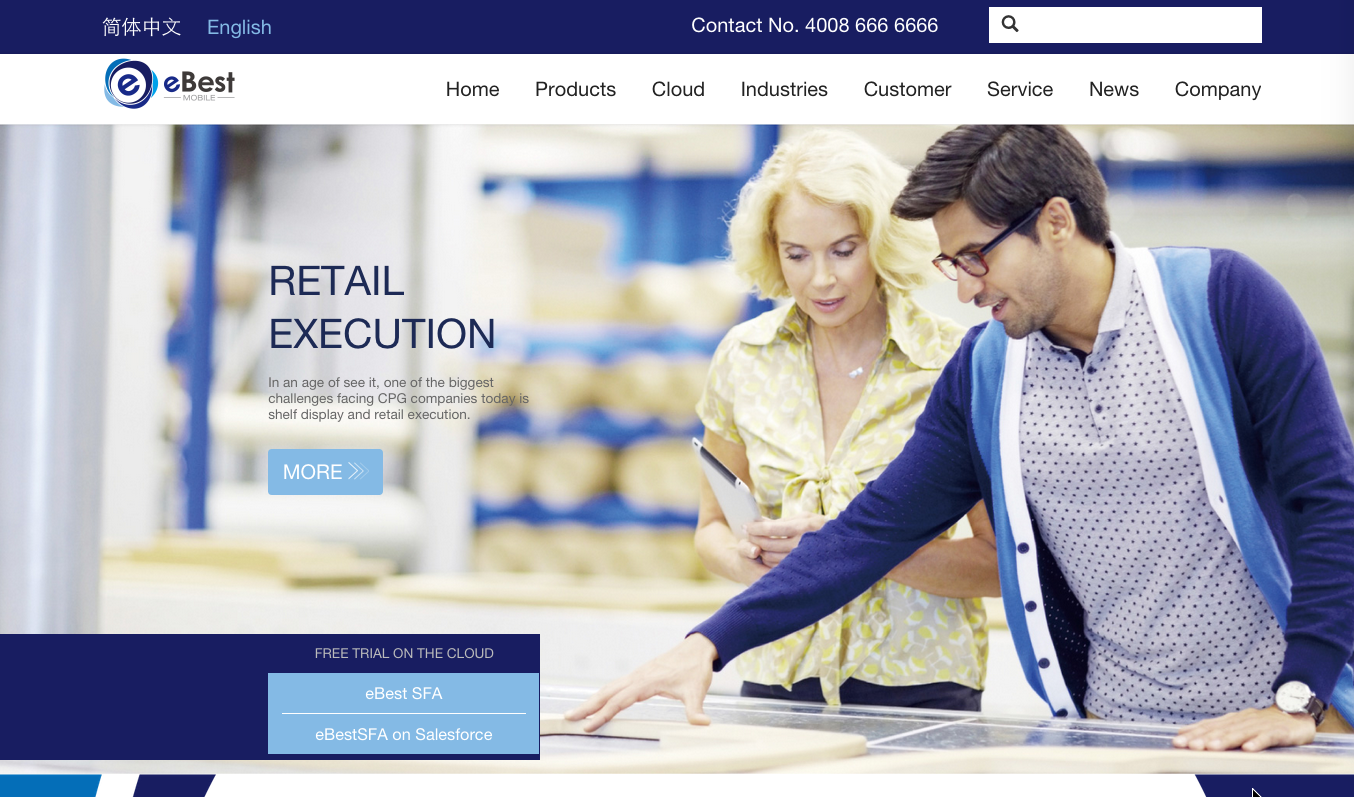 简体中文 English Contact No. 4008 666 6666
eBest
MOBILE
Home Products Cloud Industries Customer Service News Company
RETAIL
EXECUTION
In an age of see it, one of the biggest
challenges facing CPG companies today is
shelf display and retail execution.
MORE
FREE TRIAL ON THE CLOUD
eBest SFA
eBestSFA on Salesforce